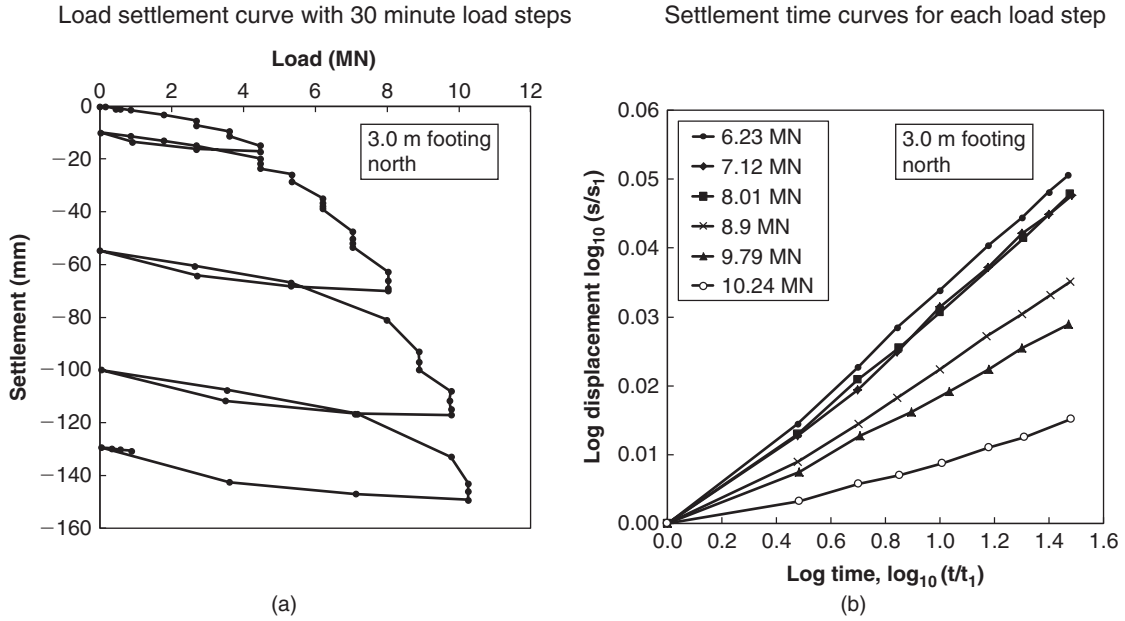 Load settlement curve with 30 minute load steps
Load (MN)
0 2 4 6 8 10 12
0
−20
−40
−60
−80
−100
−120
−140
−160
Settlement (mm)
3.0 m footing
north
(a)
Settlement time curves for each load step
0.06
0.05
0.04
0.03
0.02
0.01
0.00
Log displacement log₁₀ (s/s₁)
6.23 MN
7.12 MN
8.01 MN
8.9 MN
9.79 MN
10.24 MN
3.0 m footing
north
0.0 0.2 0.4 0.6 0.8 1.0 1.2 1.4 1.6
Log time, log₁₀ (t/t₁)
(b)